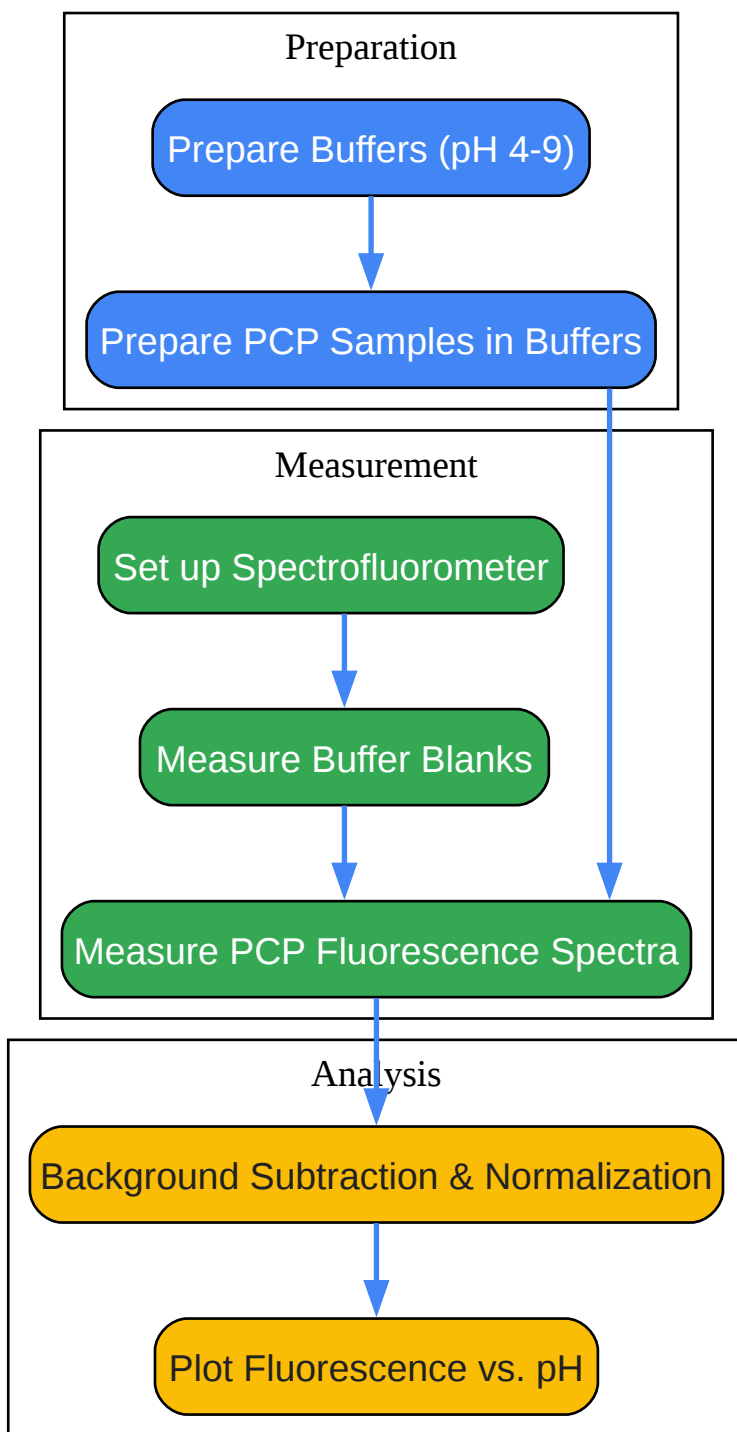 Preparation
Prepare Buffers (pH 4-9)
Prepare PCP Samples in Buffers
Measurement
Set up Spectrofluorometer
Measure Buffer Blanks
Measure PCP Fluorescence Spectra
Analysis
Background Subtraction & Normalization
Plot Fluorescence vs. pH